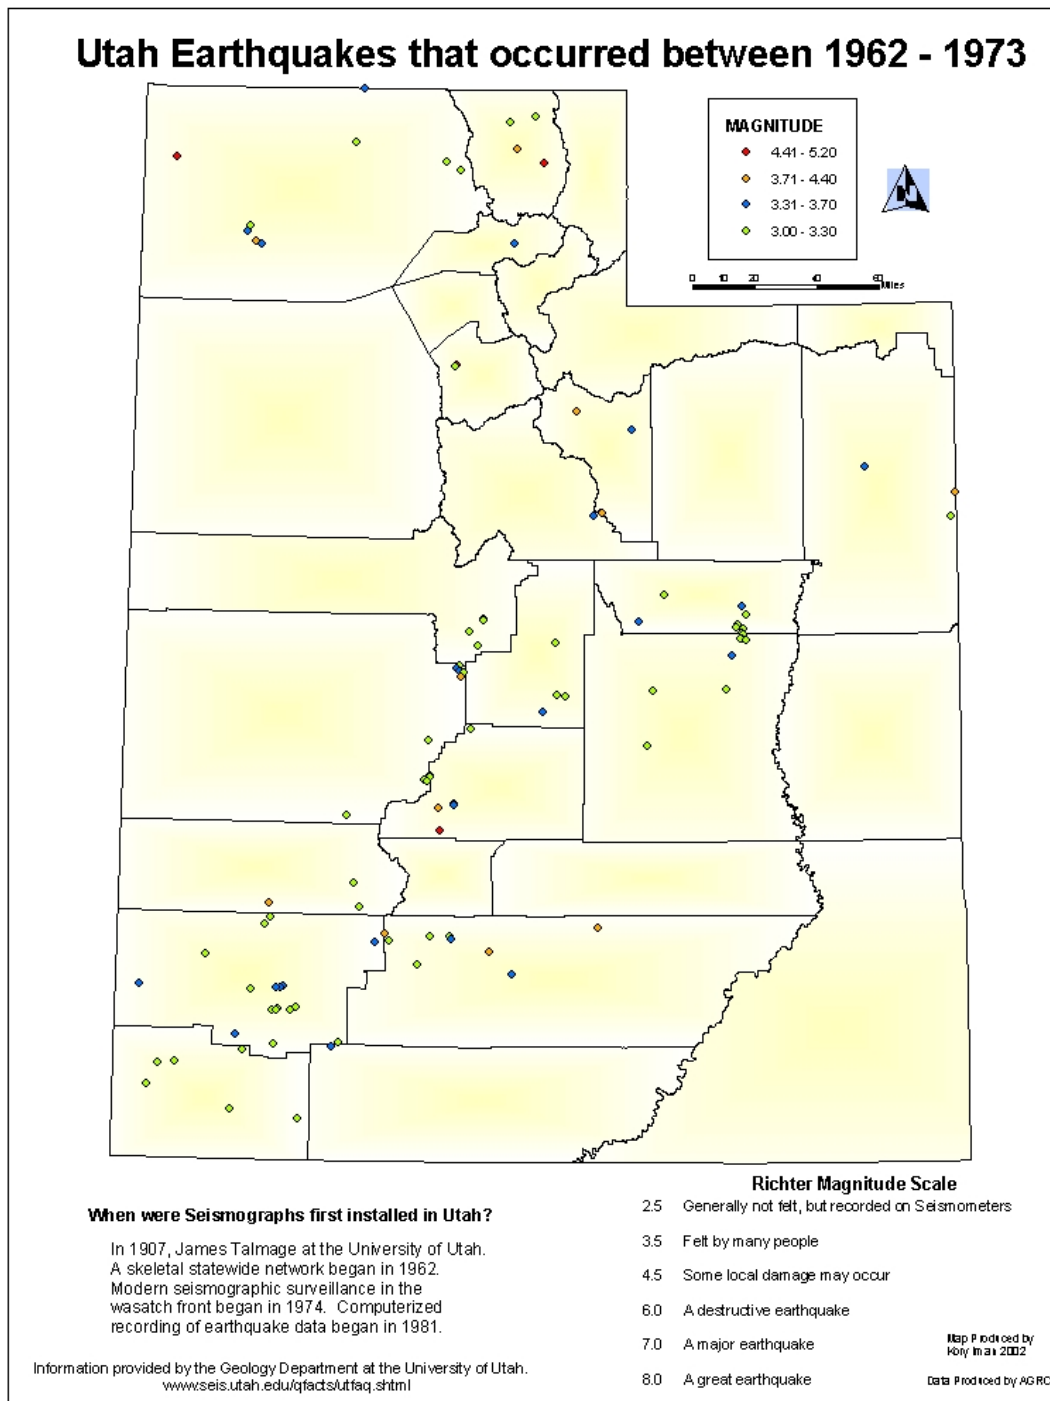 Utah Earthquakes that occurred between 1962 - 1973
MAGNITUDE
4.41 - 5.20
3.71 - 4.40
3.31 - 3.70
3.00 - 3.30
N
0 10 20 40 60
Miles
Richter Magnitude Scale
2.5 Generally not felt, but recorded on Seismometers
3.5 Felt by many people
4.5 Some local damage may occur
6.0 A destructive earthquake
7.0 A major earthquake
8.0 A great earthquake
When were Seismographs first installed in Utah?
In 1907, James Talmage at the University of Utah.
A skeletal statewide network began in 1962.
Modern seismographic surveillance in the
wasatch front began in 1974. Computerized
recording of earthquake data began in 1981.
Information provided by the Geology Department at the University of Utah.
www.seis.utah.edu/qfacts/utfaq.shtml
Map Produced by
Kory Iman 2002
Data Produced by AGRC